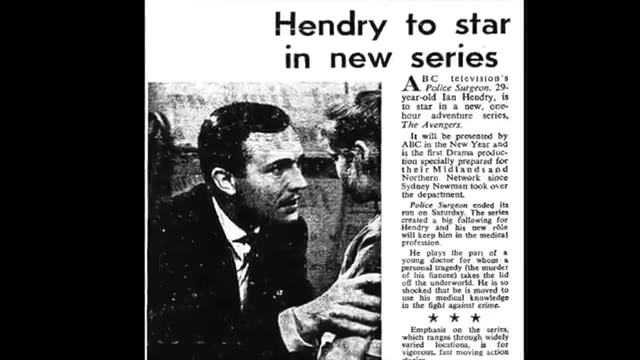 Hendry to star
in new series
ABC television's
Police Surgeon, 29-
year-old Ian Hendry, is
to star in a new, one-
hour adventure series,
The Avengers.
It will be presented by
ABC in the New Year and
is the first Drama produc-
tion specially prepared for
their Midlands and
Northern Network since
Sydney Newman took over
the department.
Police Surgeon ended its
run on Saturday. The series
created a big following for
Hendry and his new rôle
will keep him in the medical
profession.
He plays the part of a
young doctor for whom a
personal tragedy (the murder
of his fiancée) takes the lid
off the underworld. He is so
shocked that he is moved to
use his medical knowledge
in the fight against crime.
Emphasis on the series,
which ranges through widely
varied locations, is for
vigorous, fast moving action